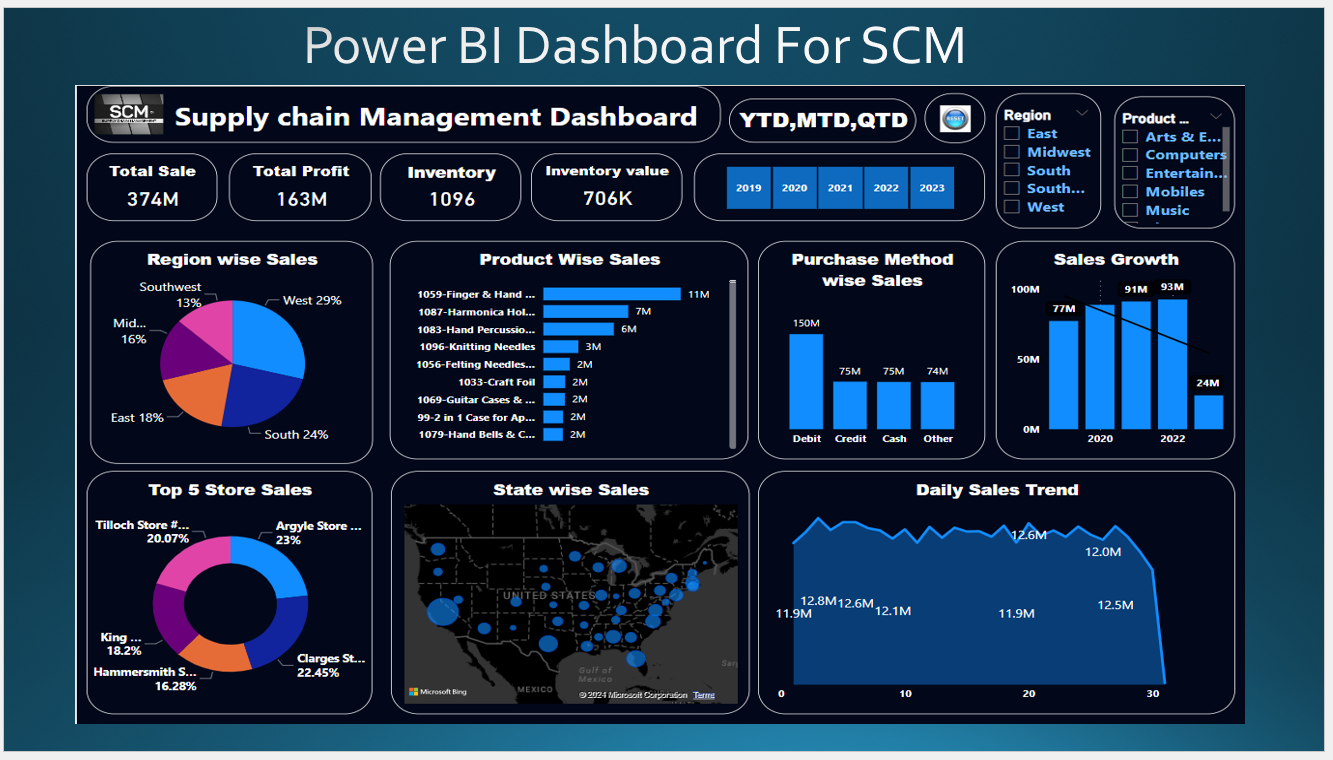 Power BI Dashboard For SCM
SCM
Supply chain Management Dashboard
YTD,MTD,QTD
RESET
Region
East
Midwest
South
South...
West
Product ...
Arts & E...
Computers
Entertain...
Mobiles
Music
Total Sale
374M
Total Profit
163M
Inventory
1096
Inventory value
706K
2019
2020
2021
2022
2023
Region wise Sales
Southwest
13%
West 29%
Mid...
16%
East 18%
South 24%
Product Wise Sales
1059-Finger & Hand ...
11M
1087-Harmonica Hol...
7M
1083-Hand Percussio...
6M
1096-Knitting Needles
3M
1056-Felting Needles...
2M
1033-Craft Foil
2M
1069-Guitar Cases & ...
2M
99-2 in 1 Case for Ap...
2M
1079-Hand Bells & C...
2M
Purchase Method
wise Sales
150M
75M
75M
74M
Debit
Credit
Cash
Other
Sales Growth
100M
50M
0M
77M
91M
93M
24M
2020
2022
Top 5 Store Sales
Tilloch Store #...
20.07%
Argyle Store ...
23%
King ...
18.2%
Hammersmith S...
16.28%
Clarges St...
22.45%
State wise Sales
UNITED STATES
Gulf of
Mexico
MEXICO
Sarg
Microsoft Bing
© 2024 Microsoft Corporation
Terms
Daily Sales Trend
11.9M
12.8M
12.6M
12.1M
11.9M
12.6M
12.0M
12.5M
0
10
20
30